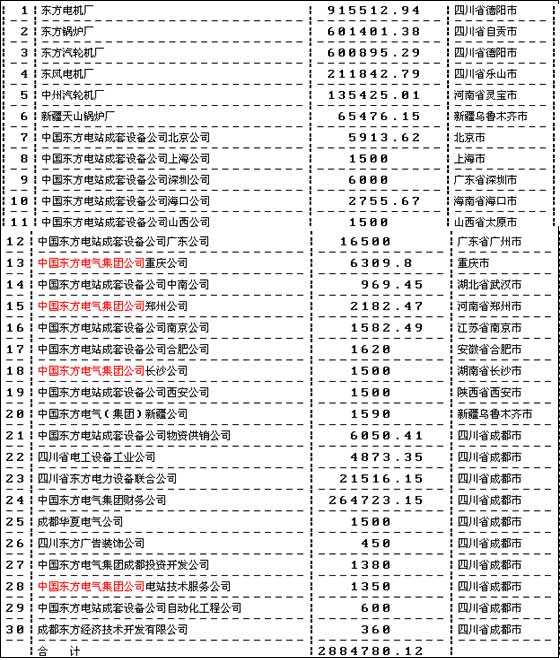 1 东方电机厂 915512.94 四川省德阳市
2 东方锅炉厂 601401.38 四川省自贡市
3 东方汽轮机厂 600895.29 四川省德阳市
4 东风电机厂 211842.79 四川省乐山市
5 中州汽轮机厂 135425.01 河南省灵宝市
6 新疆天山锅炉厂 65476.15 新疆乌鲁木齐市
7 中国东方电站成套设备公司北京公司 5913.62 北京市
8 中国东方电站成套设备公司上海公司 1500 上海市
9 中国东方电站成套设备公司深圳公司 6000 广东省深圳市
10 中国东方电站成套设备公司海口公司 2755.67 海南省海口市
11 中国东方电站成套设备公司山西公司 1500 山西省太原市
12 中国东方电站成套设备公司广东公司 16500 广东省广州市
13 中国东方电气集团公司重庆公司 6309.8 重庆市
14 中国东方电站成套设备公司中南公司 969.45 湖北省武汉市
15 中国东方电气集团公司郑州公司 2182.47 河南省郑州市
16 中国东方电站成套设备公司南京公司 1582.49 江苏省南京市
17 中国东方电站成套设备公司合肥公司 1620 安徽省合肥市
18 中国东方电气集团公司长沙公司 1500 湖南省长沙市
19 中国东方电站成套设备公司西安公司 1500 陕西省西安市
20 中国东方电气(集团)新疆公司 1590 新疆乌鲁木齐市
21 中国东方电站成套设备公司物资供销公司 6050.41 四川省成都市
22 四川省电工设备工业公司 4873.35 四川省成都市
23 四川省东方电力设备联合公司 21516.15 四川省成都市
24 中国东方电气集团财务公司 264723.15 四川省成都市
25 成都华夏电气公司 1500 四川省成都市
26 四川东方广告装饰公司 450 四川省成都市
27 中国东方电气集团成都投资开发公司 1380 四川省成都市
28 中国东方电气集团公司电站技术服务公司 1350 四川省成都市
29 中国东方电站成套设备公司自动化工程公司 600 四川省成都市
30 成都东方经济技术开发有限公司 360 四川省成都市
合 计 2884780.12